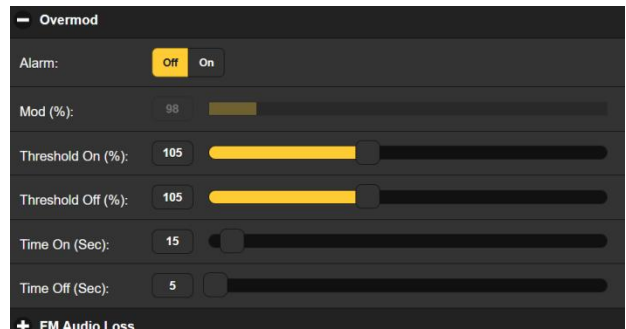 Overmod
Alarm: Off On
Mod (%): 98
Threshold On (%): 105
Threshold Off (%): 105
Time On (Sec): 15
Time Off (Sec): 5
FM Audio Loss